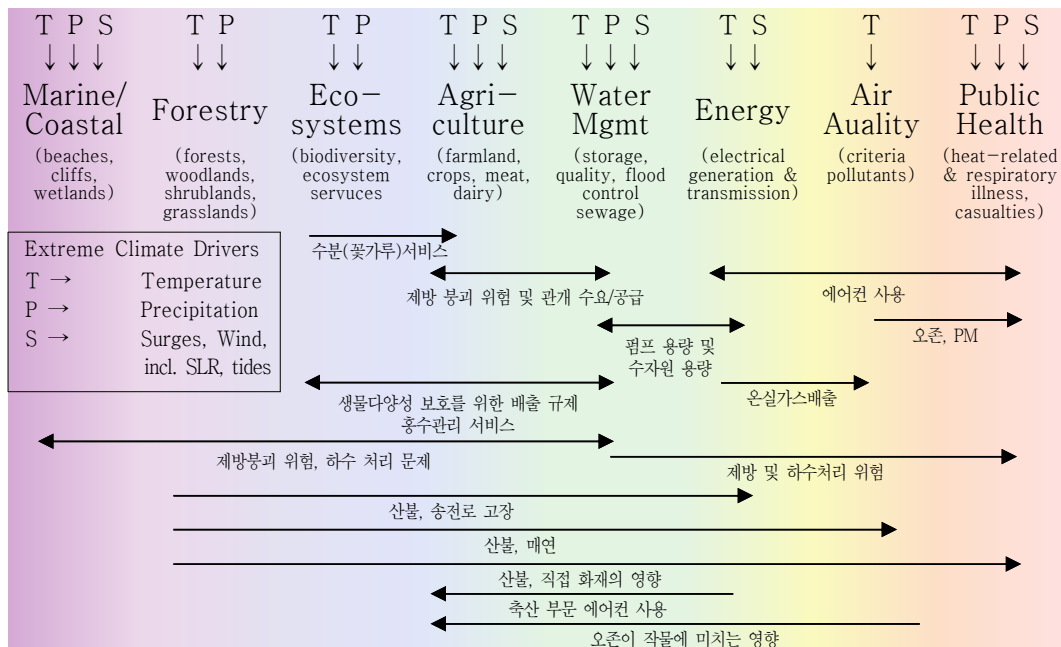 T P S
T P
T P
T P S
T P S
T S
T
T P S
↓ ↓ ↓
↓ ↓
↓ ↓
↓ ↓ ↓
↓ ↓ ↓
↓ ↓
↓
↓ ↓ ↓
Marine/
Coastal
(beaches,
cliffs,
wetlands)
Forestry
(forests,
woodlands,
shrublands,
grasslands)
Eco-
systems
(biodiversity,
ecosystem
servuces
Agri-
culture
(farmland,
crops, meat,
dairy)
Water
Mgmt
(storage,
quality, flood
control
sewage)
Energy
(electrical
generation &
transmission)
Air
Auality
(criteria
pollutants)
Public
Health
(heat-related
& respiratory
illness,
casualties)
Extreme Climate Drivers
T → Temperature
P → Precipitation
S → Surges, Wind,
incl. SLR, tides
수분(꽃가루)서비스
제방 붕괴 위험 및 관개 수요/공급
에어컨 사용
오존, PM
펌프 용량 및
수자원 용량
생물다양성 보호를 위한 배출 규제
홍수관리 서비스
온실가스배출
제방붕괴 위험, 하수 처리 문제
제방 및 하수처리 위험
산불, 송전로 고장
산불, 매연
산불, 직접 화재의 영향
축산 부문 에어컨 사용
오존이 작물에 미치는 영향